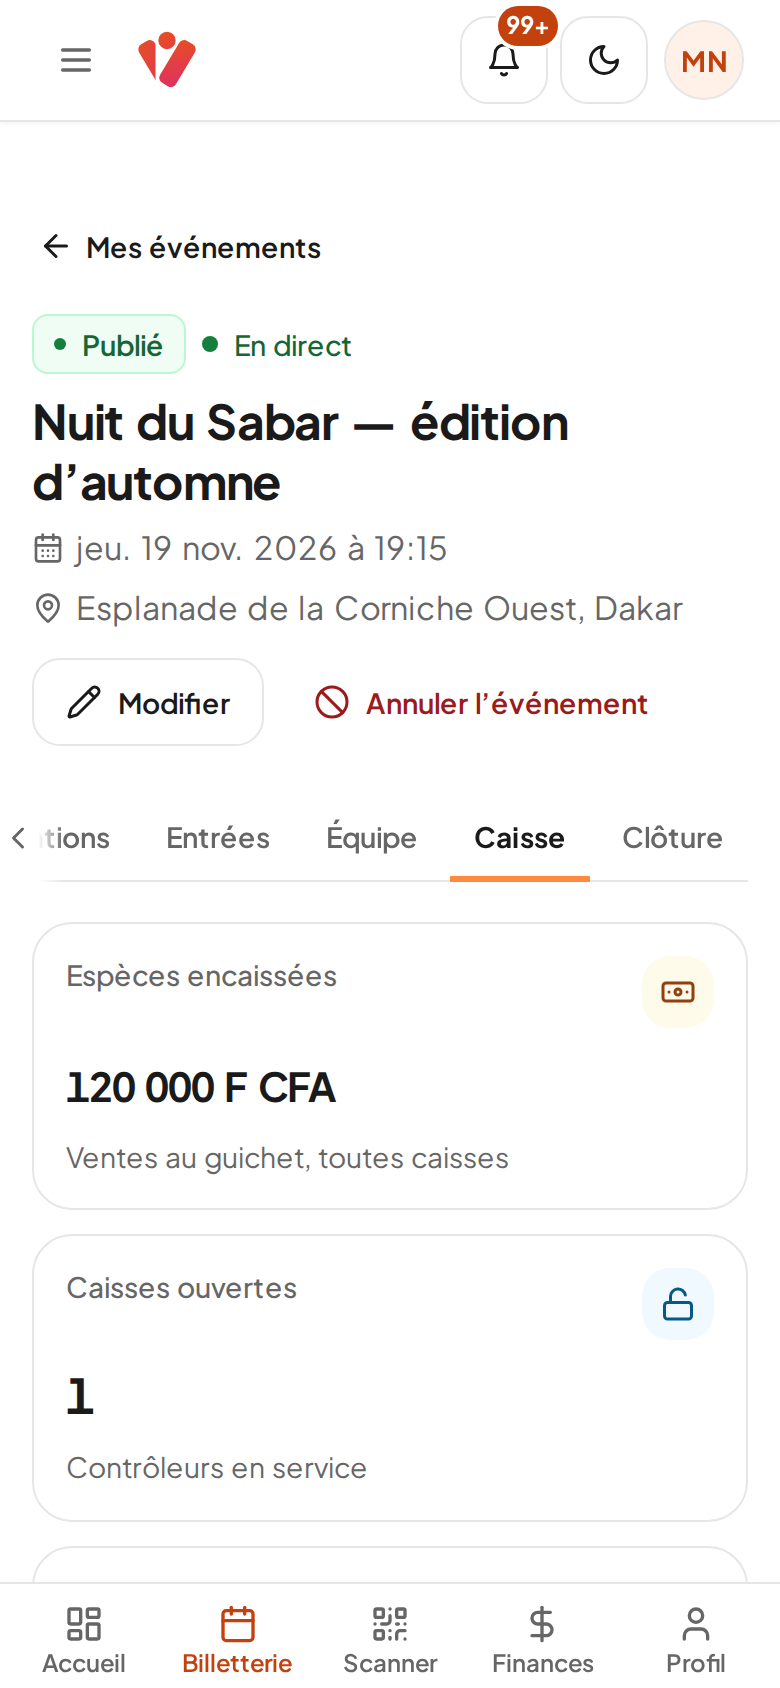 99+
MN
Mes événements
Publié
En direct
Nuit du Sabar — édition
d’automne
jeu. 19 nov. 2026 à 19:15
Esplanade de la Corniche Ouest, Dakar
Modifier
Annuler l’événement
tions
Entrées
Équipe
Caisse
Clôture
Espèces encaissées
120 000 F CFA
Ventes au guichet, toutes caisses
Caisses ouvertes
1
Contrôleurs en service
Accueil
Billetterie
Scanner
Finances
Profil